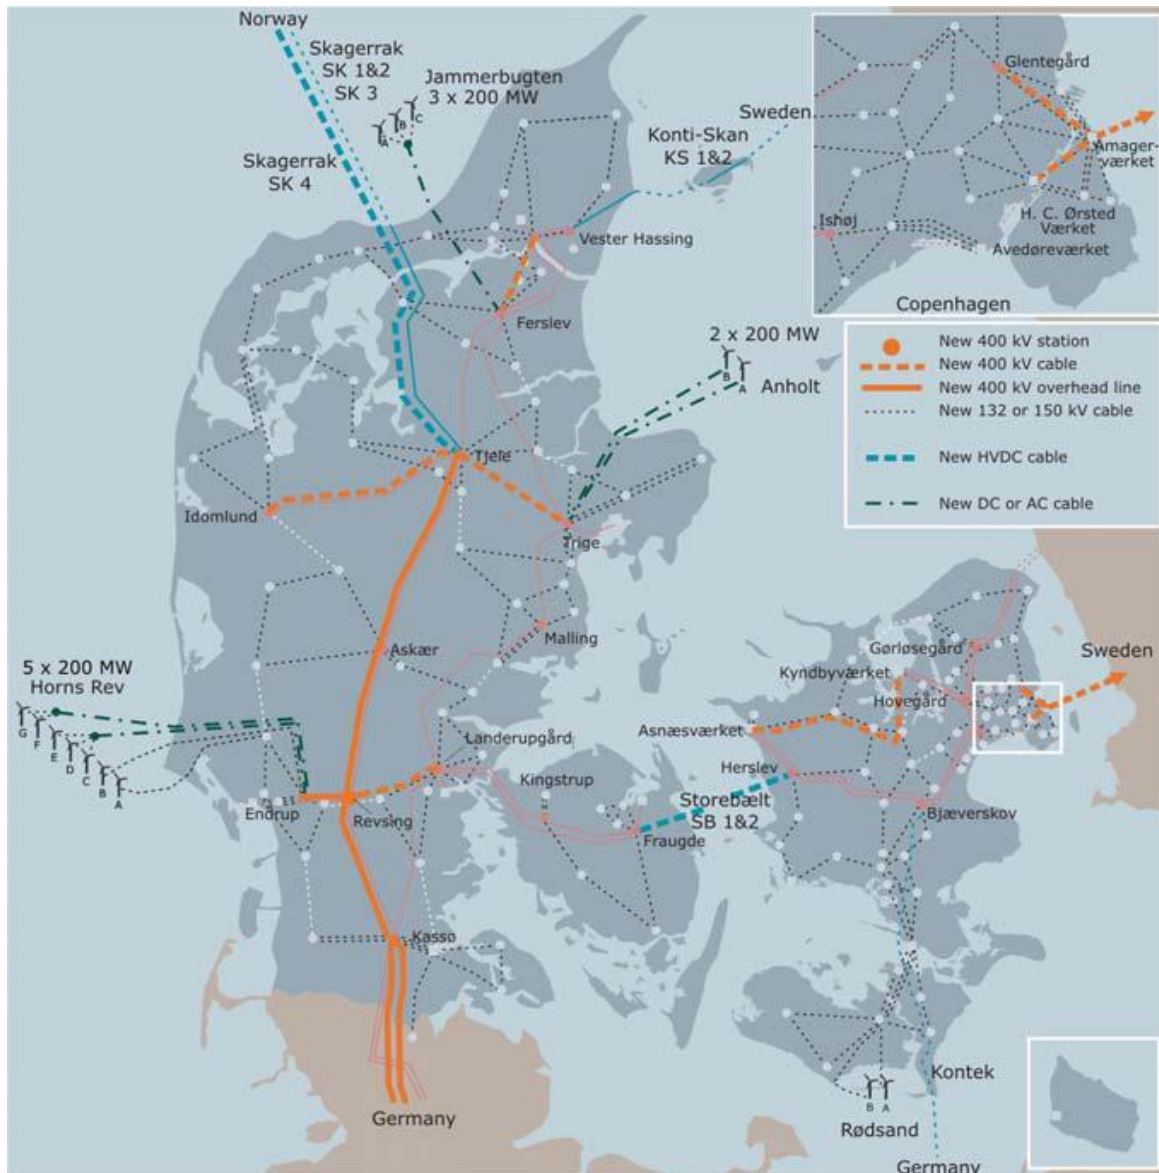 Norway
Skagerrak
SK 1&2
SK 3
Jammerbugten
3 x 200 MW
C
B
A
Skagerrak
SK 4
Konti-Skan
KS 1&2
Sweden
Vester Hassing
Ferslev
2 x 200 MW
B
A
Anholt
Tjele
Idomlund
Trige
Askær
Malling
5 x 200 MW
Horns Rev
G
F
E
D
C
B
A
Endrup
Revsing
Landerupgård
Kingstrup
Fraugde
Storebælt
SB 1&2
Kassø
Germany
Gørløsegård
Kyndbyværket
Hovegård
Asnæsværket
Herslev
Bjæverskov
Sweden
Kontek
B
A
Rødsand
Germany
Glentegård
Amager-
værket
H. C. Ørsted
Værket
Ishøj
Avedøreværket
Copenhagen
New 400 kV station
New 400 kV cable
New 400 kV overhead line
New 132 or 150 kV cable
New HVDC cable
New DC or AC cable